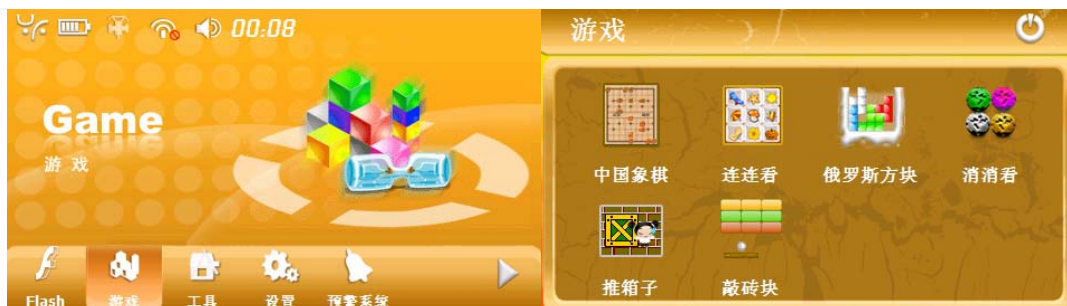 00:08
Game
游戏
Flash 游戏 工具 设置 预警系统
游戏
中国象棋 连连看 俄罗斯方块 消消看
推箱子 敲砖块